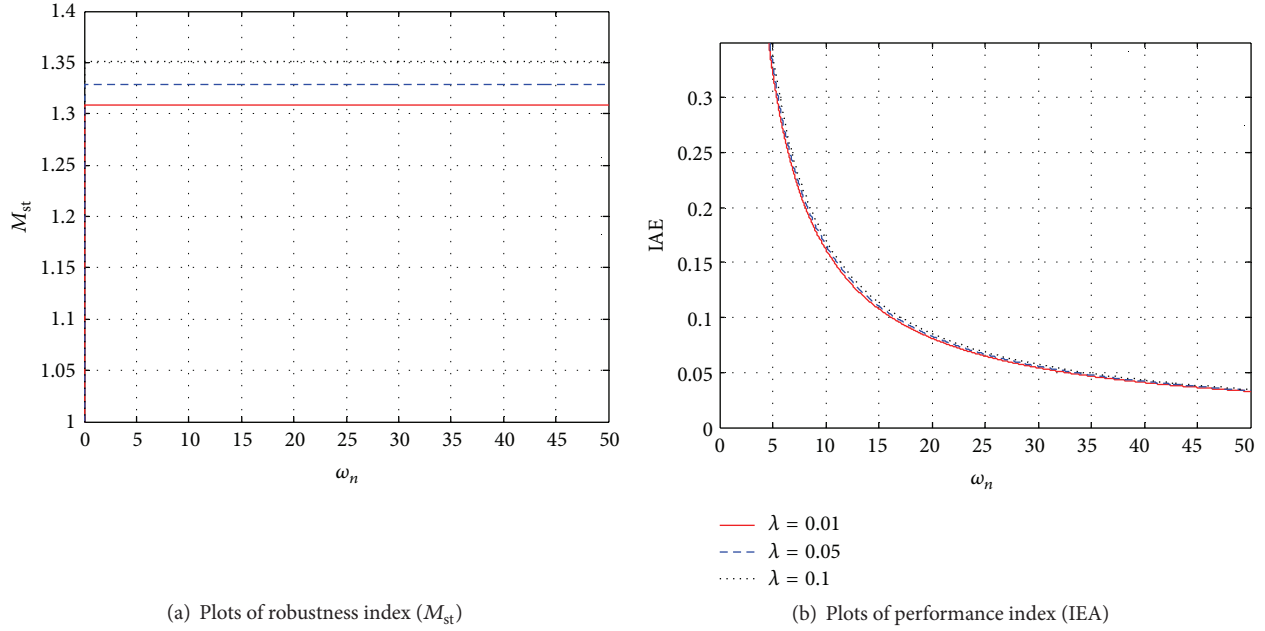 1.4
1.35
1.3
1.25
1.2
1.15
1.1
1.05
1
M_st
0 5 10 15 20 25 30 35 40 45 50
ω_n
(a) Plots of robustness index (M_st)
0.3
0.25
0.2
0.15
0.1
0.05
0
IAE
0 5 10 15 20 25 30 35 40 45 50
ω_n
λ = 0.01
λ = 0.05
λ = 0.1
(b) Plots of performance index (IEA)